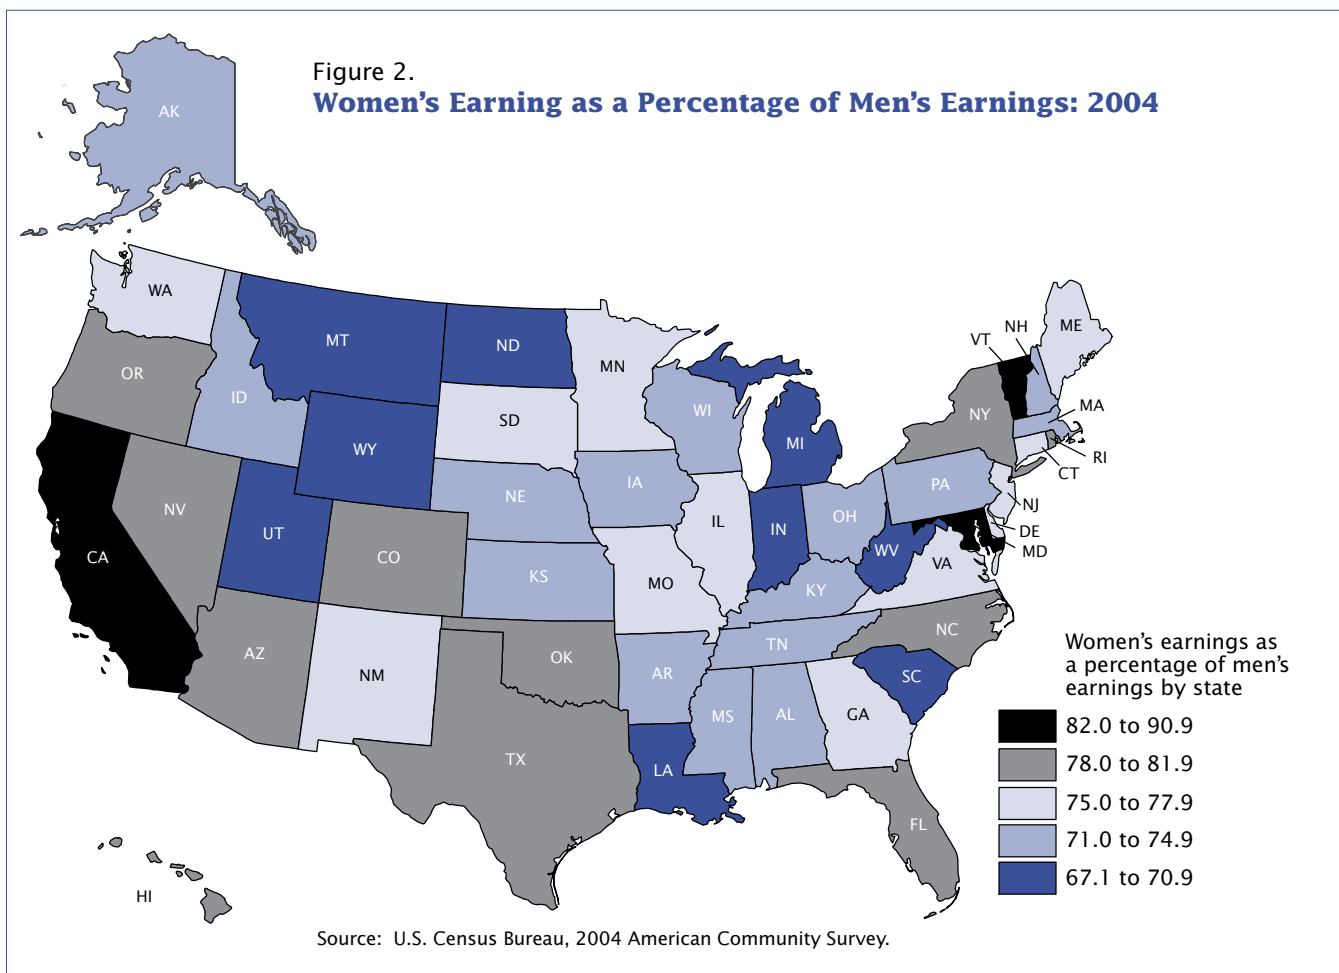 Figure 2.
Women's Earning as a Percentage of Men's Earnings: 2004
AK
WA
MT
ND
MN
VT
NH
ME
OR
ID
SD
WI
NY
MA
WY
MI
RI
CT
NV
NE
IA
PA
NJ
UT
IL
IN
OH
DE
MD
CA
CO
KS
MO
WV
VA
KY
AZ
NM
OK
TN
NC
AR
SC
MS
AL
GA
TX
LA
FL
HI
Women's earnings as
a percentage of men's
earnings by state
82.0 to 90.9
78.0 to 81.9
75.0 to 77.9
71.0 to 74.9
67.1 to 70.9
Source: U.S. Census Bureau, 2004 American Community Survey.